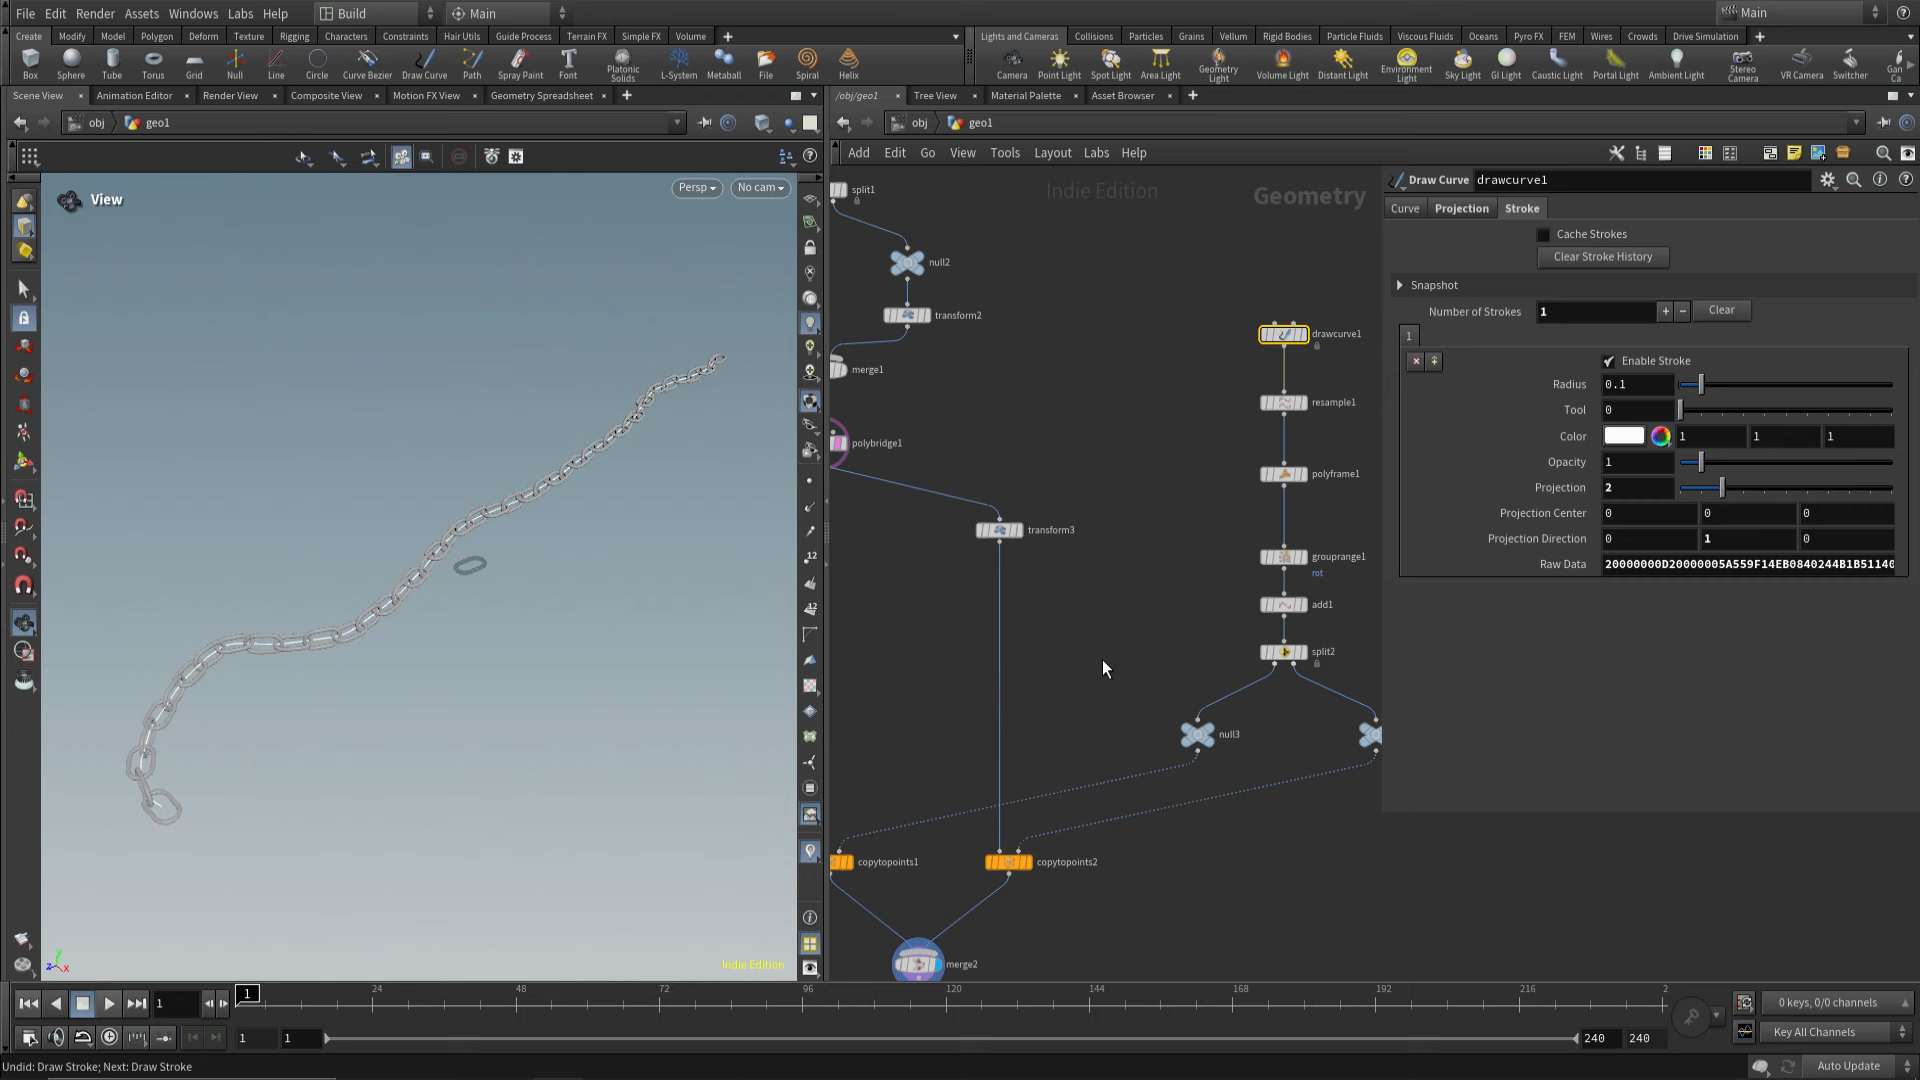 File Edit Render Assets Windows Labs Help Build Main Main
Create Modify Model Polygon Deform Texture Rigging Characters Constraints Hair Utils Guide Process Terrain FX Simple FX Volume
Lights and Cameras Collisions Particles Grains Vellum Rigid Bodies Particle Fluids Viscous Fluids Oceans Pyro FX FEM Wires Crowds Drive Simulation
Box Sphere Tube Torus Grid Null Line Circle Curve Bezier Draw Curve Path Spray Paint Font Platonic Solids L-System Metaball File Spiral Helix
Camera Point Light Spot Light Area Light Geometry Light Volume Light Distant Light Environment Light Sky Light GI Light Caustic Light Portal Light Ambient Light Stereo Camera VR Camera Switcher
Scene View Animation Editor Render View Composite View Motion FX View Geometry Spreadsheet
/obj/geo1 Tree View Material Palette Asset Browser
obj geo1
obj geo1
Add Edit Go View Tools Layout Labs Help
View
Persp No cam
Indie Edition
Geometry
split1
null2
transform2
merge1
polybridge1
transform3
drawcurve1
resample1
polyframe1
grouprange1
rot
add1
split2
null3
copytopoints1
copytopoints2
merge2
Draw Curve drawcurve1
Curve Projection Stroke
Cache Strokes
Clear Stroke History
Snapshot
Number of Strokes 1 + - Clear
1
Enable Stroke
Radius 0.1
Tool 0
Color 1 1 1
Opacity 1
Projection 2
Projection Center 0 0 0
Projection Direction 0 1 0
Raw Data 20000000D20000005A559F14EB0840244B1B51140
12
12
y
z x
Indie Edition
1 1 24 48 72 96 120 144 168 192 216 2
0 keys, 0/0 channels
1 1 240 240
Key All Channels
Undid: Draw Stroke; Next: Draw Stroke
Auto Update